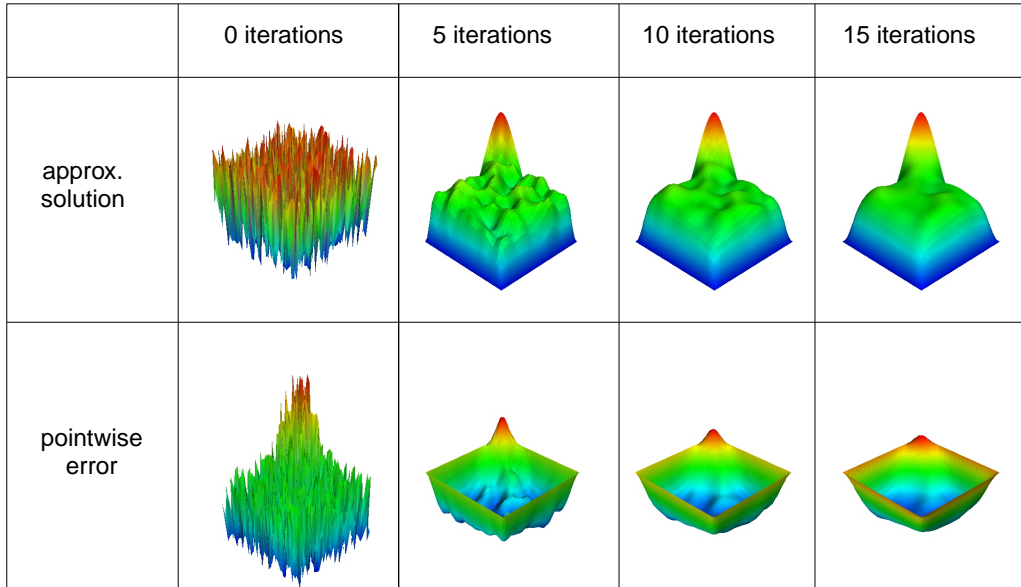 0 iterations
5 iterations
10 iterations
15 iterations
approx.
solution
pointwise
error